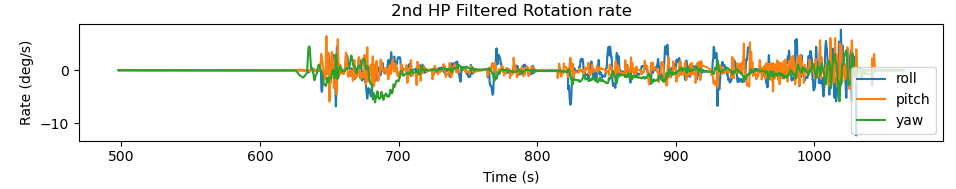 2nd HP Filtered Rotation rate
Rate (deg/s)
0
−10
500
600
700
800
900
1000
Time (s)
roll
pitch
yaw